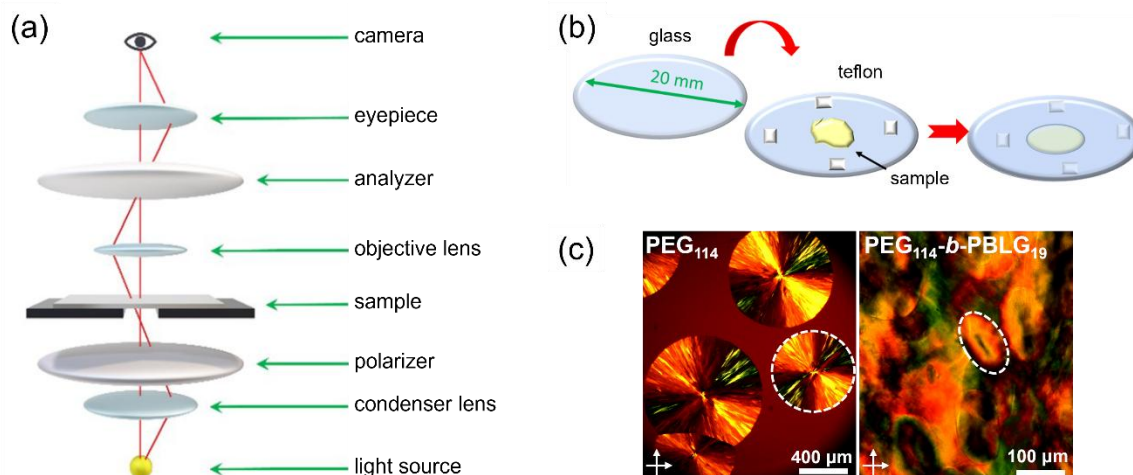 (a)
camera
eyepiece
analyzer
objective lens
sample
polarizer
condenser lens
light source
(b)
glass
20 mm
teflon
sample
(c)
PEG₁₁₄
400 μm
PEG₁₁₄-b-PBLG₁₉
100 μm